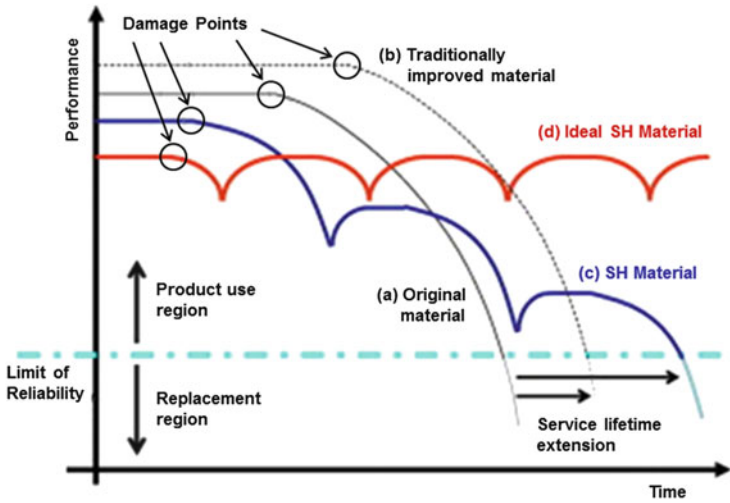 Damage Points
(b) Traditionally
improved material
Performance
(d) Ideal SH Material
Product use
region
(a) Original
material
(c) SH Material
Limit of
Reliability
Replacement
region
Service lifetime
extension
Time